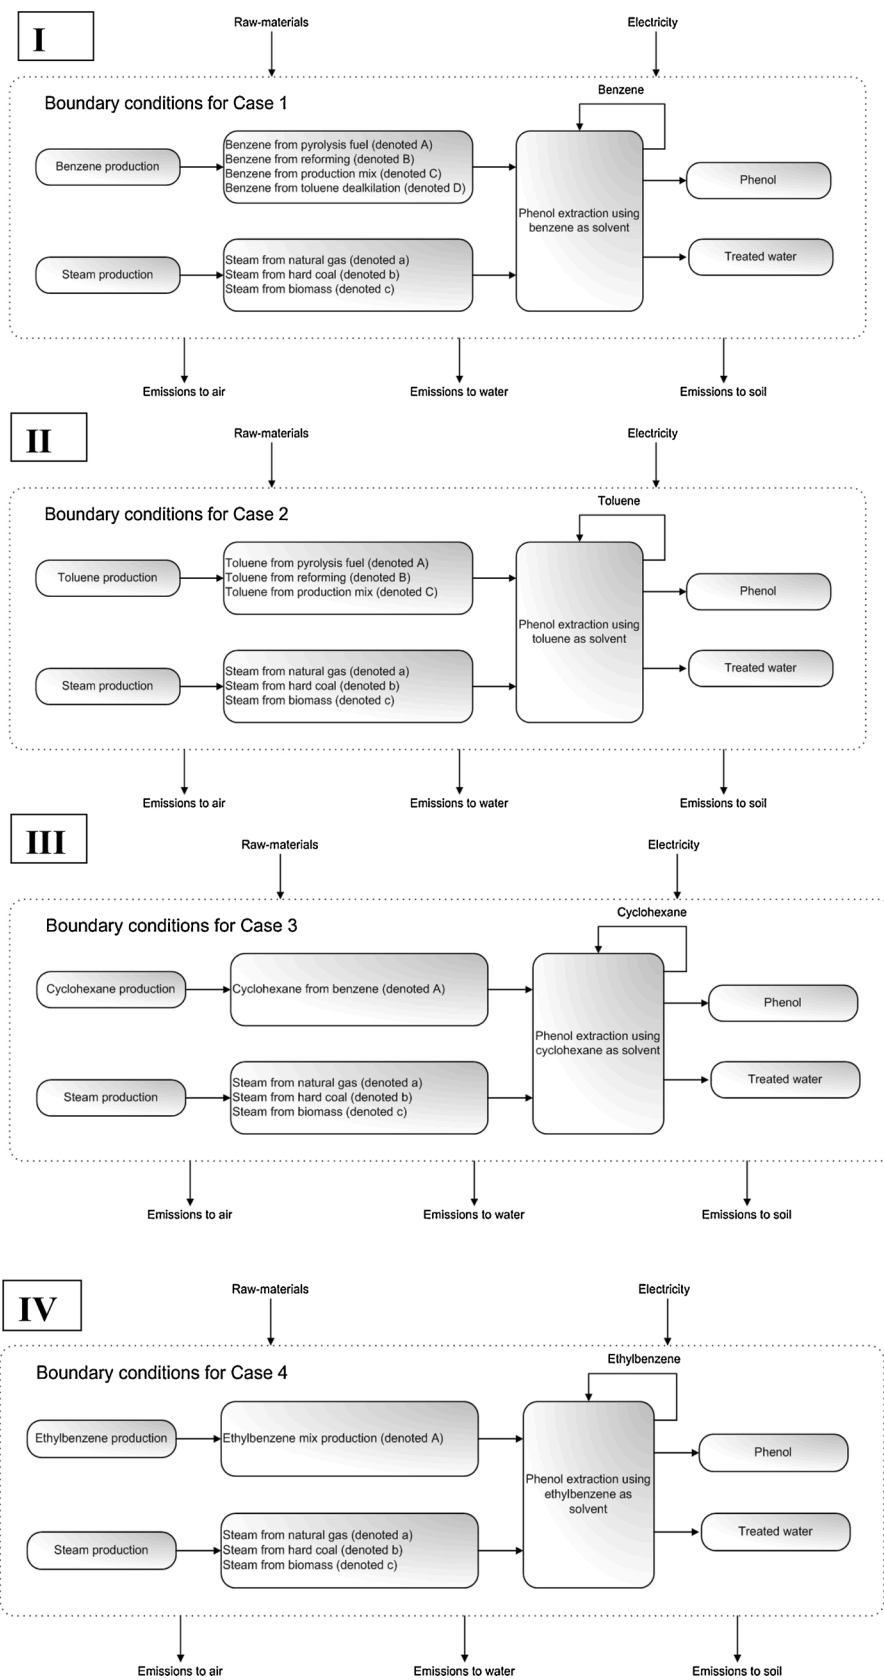 I
Raw-materials
Electricity
Boundary conditions for Case 1
Benzene
Benzene production
Benzene from pyrolysis fuel (denoted A)
Benzene from reforming (denoted B)
Benzene from production mix (denoted C)
Benzene from toluene dealkilation (denoted D)
Phenol extraction using
benzene as solvent
Phenol
Steam production
Steam from natural gas (denoted a)
Steam from hard coal (denoted b)
Steam from biomass (denoted c)
Treated water
Emissions to air
Emissions to water
Emissions to soil
II
Raw-materials
Electricity
Boundary conditions for Case 2
Toluene
Toluene production
Toluene from pyrolysis fuel (denoted A)
Toluene from reforming (denoted B)
Toluene from production mix (denoted C)
Phenol extraction using
toluene as solvent
Phenol
Steam production
Steam from natural gas (denoted a)
Steam from hard coal (denoted b)
Steam from biomass (denoted c)
Treated water
Emissions to air
Emissions to water
Emissions to soil
III
Raw-materials
Electricity
Boundary conditions for Case 3
Cyclohexane
Cyclohexane production
Cyclohexane from benzene (denoted A)
Phenol extraction using
cyclohexane as solvent
Phenol
Steam production
Steam from natural gas (denoted a)
Steam from hard coal (denoted b)
Steam from biomass (denoted c)
Treated water
Emissions to air
Emissions to water
Emissions to soil
IV
Raw-materials
Electricity
Boundary conditions for Case 4
Ethylbenzene
Ethylbenzene production
Ethylbenzene mix production (denoted A)
Phenol extraction using
ethylbenzene as
solvent
Phenol
Steam production
Steam from natural gas (denoted a)
Steam from hard coal (denoted b)
Steam from biomass (denoted c)
Treated water
Emissions to air
Emissions to water
Emissions to soil